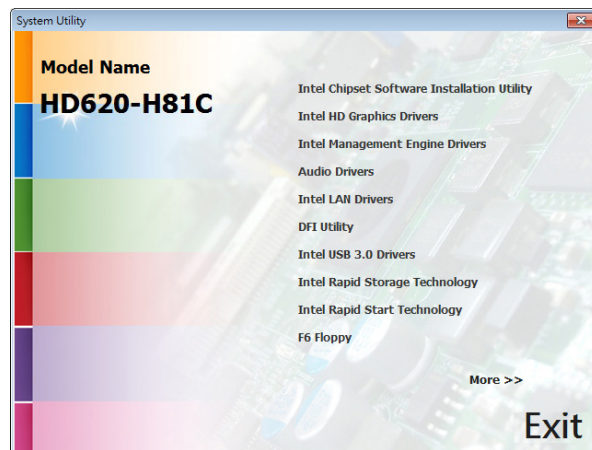 System Utility
Model Name
HD620-H81C
Intel Chipset Software Installation Utility
Intel HD Graphics Drivers
Intel Management Engine Drivers
Audio Drivers
Intel LAN Drivers
DFI Utility
Intel USB 3.0 Drivers
Intel Rapid Storage Technology
Intel Rapid Start Technology
F6 Floppy
More >>
Exit